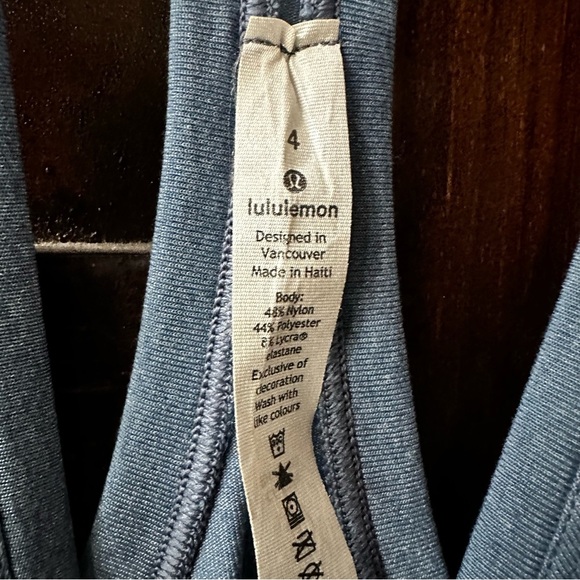 4
lululemon
Designed in
Vancouver
Made in Haiti
Body:
48% Nylon
44% Polyester
8% Lycra®
elastane
Exclusive of
decoration
Wash with
like colours